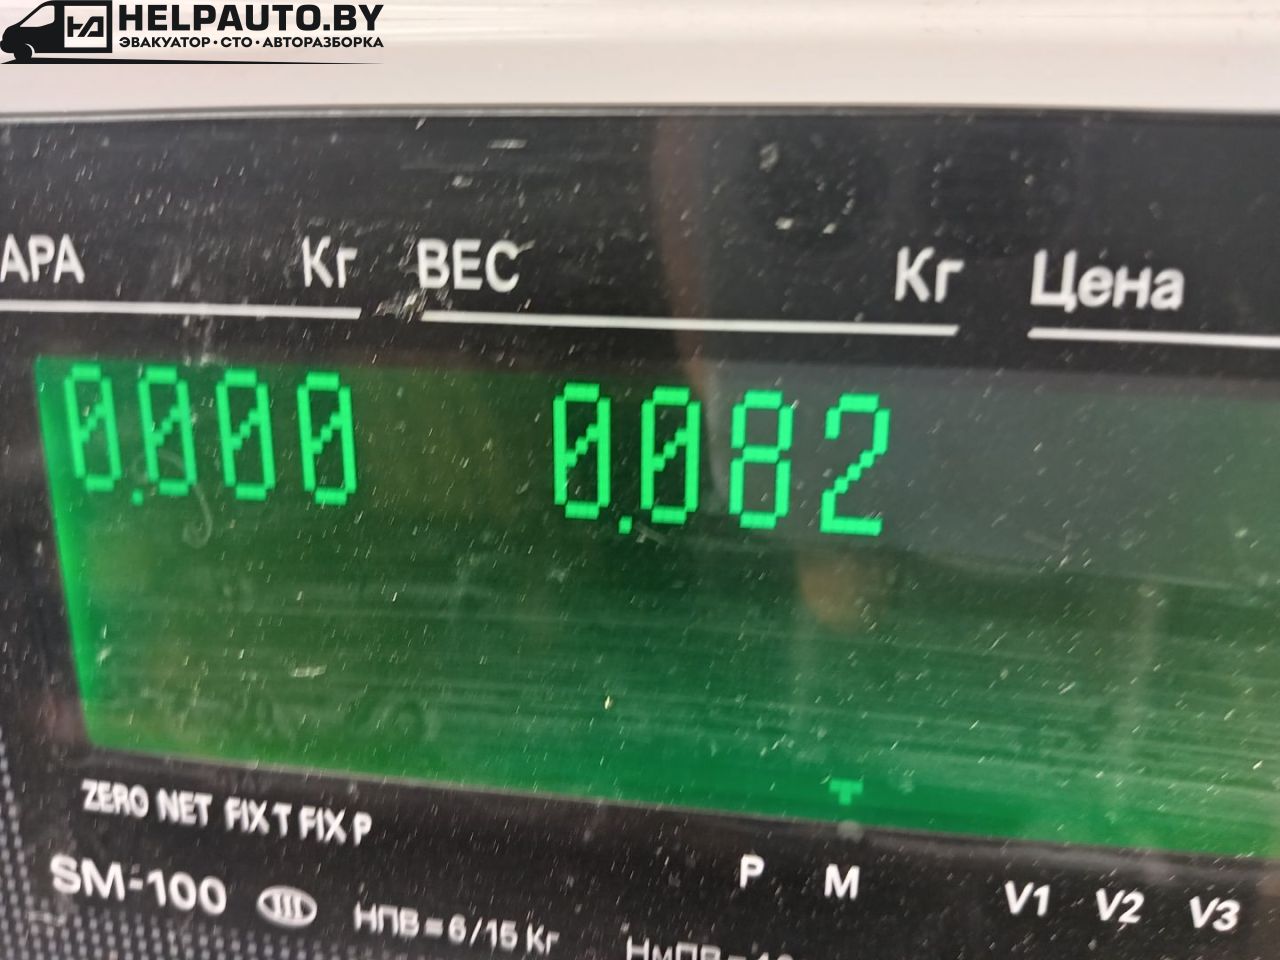 HELPAUTO.BY
ЭВАКУАТОР·СТО·АВТОРАЗБОРКА
АРА Кг ВЕС Кг Цена
0.000 0.082
ZERO NET FIX T FIX P
P M V1 V2 V3
SM-100
НПВ=6/15 Кг